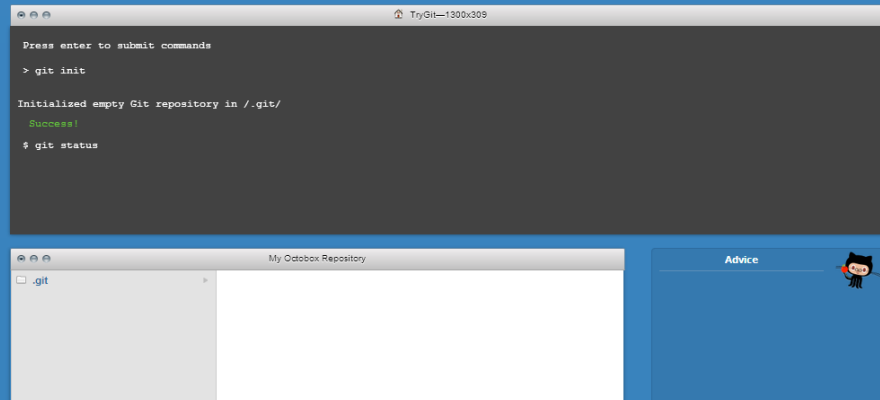 TryGit—1300x309
Press enter to submit commands
> git init
Initialized empty Git repository in /.git/
Success!
$ git status
My Octobox Repository
Advice
.git